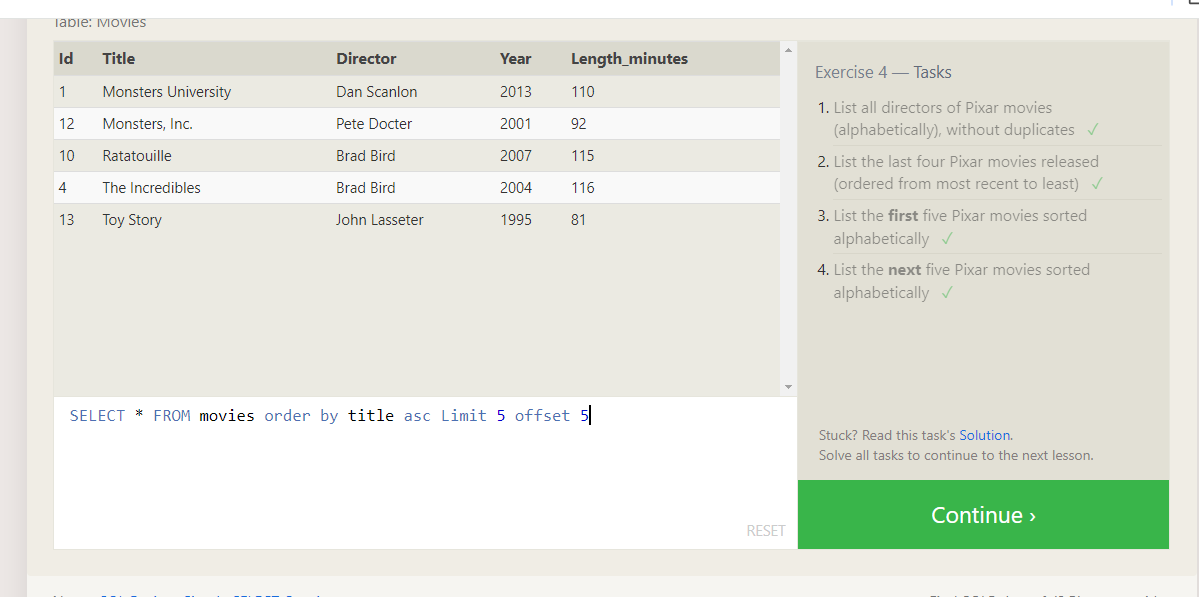 Table: Movies
Id Title Director Year Length_minutes
1 Monsters University Dan Scanlon 2013 110
12 Monsters, Inc. Pete Docter 2001 92
10 Ratatouille Brad Bird 2007 115
4 The Incredibles Brad Bird 2004 116
13 Toy Story John Lasseter 1995 81
SELECT * FROM movies order by title asc Limit 5 offset 5
RESET
Exercise 4 — Tasks
1. List all directors of Pixar movies
(alphabetically), without duplicates ✓
2. List the last four Pixar movies released
(ordered from most recent to least) ✓
3. List the first five Pixar movies sorted
alphabetically ✓
4. List the next five Pixar movies sorted
alphabetically ✓
Stuck? Read this task's Solution.
Solve all tasks to continue to the next lesson.
Continue ›